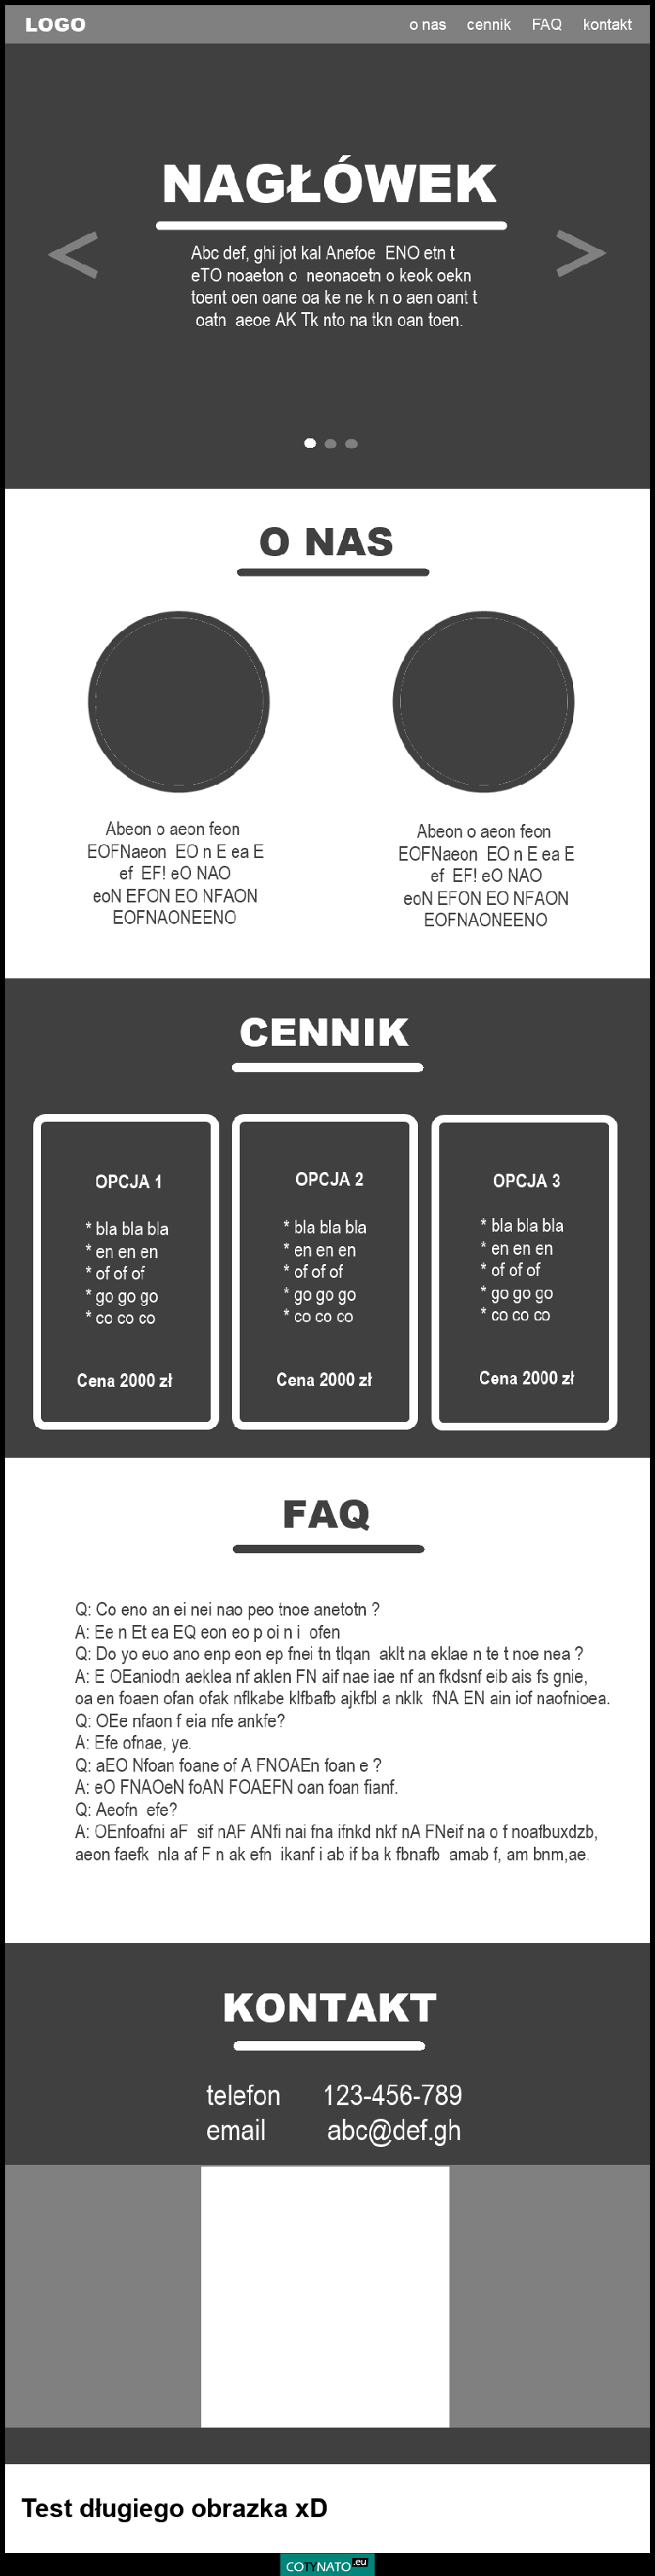 LOGO
o nas cennik FAQ kontakt
NAGŁÓWEK
< >
Abc def, ghi jot kal Anefoe ENO etn t
eTO noaeton o neonacetn o keok oekn
toent oen oane oa ke ne k n o aen oant t
oatn aeoe AK Tk nto na tkn oan toen.
O NAS
Abeon o aeon feon
EOFNaeon EO n E ea E
ef EF! eO NAO
eoN EFON EO NFAON
EOFNAONEENO
Abeon o aeon feon
EOFNaeon EO n E ea E
ef EF! eO NAO
eoN EFON EO NFAON
EOFNAONEENO
CENNIK
OPCJA 1
* bla bla bla
* en en en
* of of of
* go go go
* co co co
Cena 2000 zł
OPCJA 2
* bla bla bla
* en en en
* of of of
* go go go
* co co co
Cena 2000 zł
OPCJA 3
* bla bla bla
* en en en
* of of of
* go go go
* co co co
Cena 2000 zł
FAQ
Q: Co eno an ei nei nao peo tnoe anetotn ?
A: Ee n Et ea EQ eon eo p oi n i ofen
Q: Do yo euo ano enp eon ep fnei tn tlqan aklt na eklae n te t noe nea ?
A: E OEaniodn aeklea nf aklen FN aif nae iae nf an fkdsnf eib ais fs gnie,
oa en foaen ofan ofak nflkabe klfbafb ajkfbl a nklk fNA EN ain iof naofnioea.
Q: OEe nfaon f eia nfe ankfe?
A: Efe ofnae, ye.
Q: aEO Nfoan foane of A FNOAEn foan e ?
A: eO FNAOeN foAN FOAEFN oan foan fianf.
Q: Aeofn efe?
A: OEnfoafni aF sif nAF ANfi nai fna ifnkd nkf nA FNeif na o f noafbuxdzb,
aeon faefk nla af F n ak efn ikanf i ab if ba k fbnafb amab f, am bnm,ae.
KONTAKT
telefon 123-456-789
email abc@def.gh
Test długiego obrazka xD
COTYNATO.eu